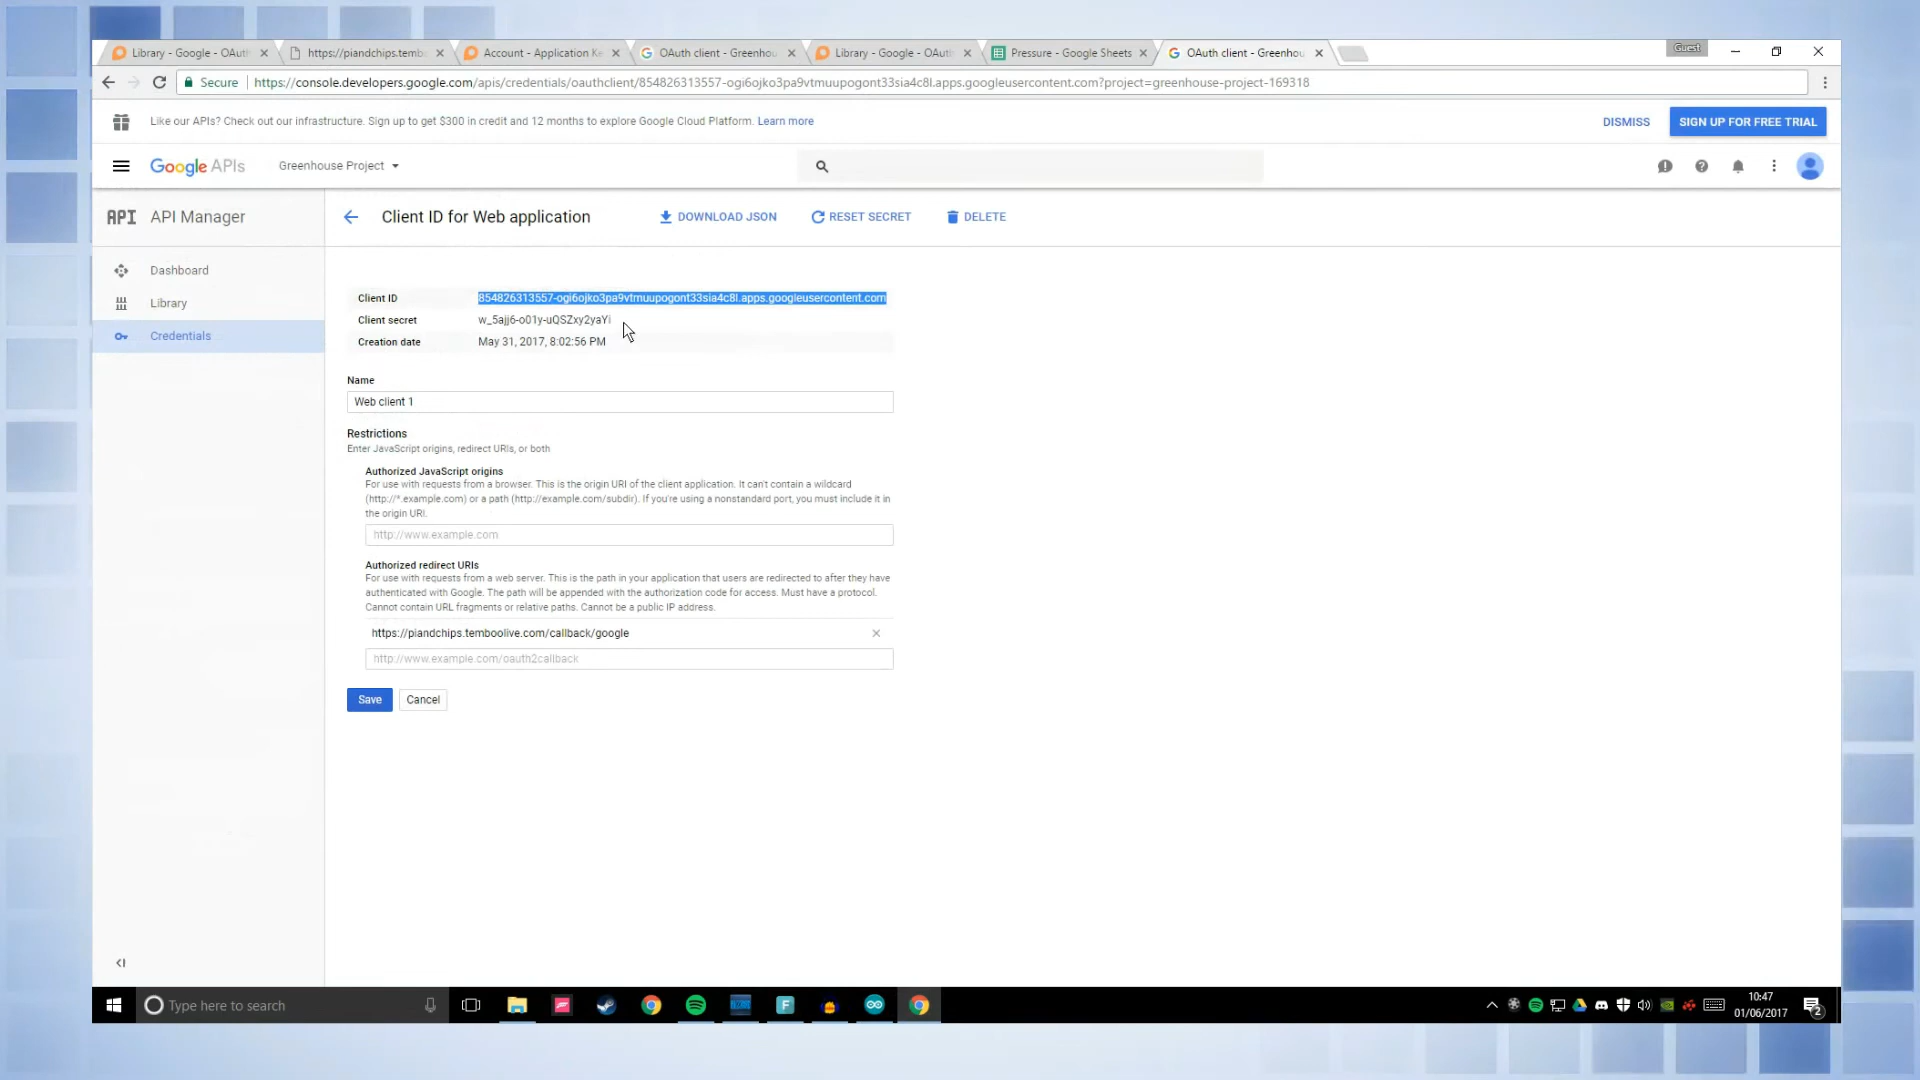 Library - Google - OAuth
https://piandchips.temb
Account - Application Ke
OAuth client - Greenhou
Library - Google - OAuth
Pressure - Google Sheets
OAuth client - Greenhou
Guest
Secure
https://console.developers.google.com/apis/credentials/oauthclient/854826313557-ogi6ojko3pa9vtmuupogont33sia4c8l.apps.googleusercontent.com?project=greenhouse-project-169318
Like our APIs? Check out our infrastructure. Sign up to get $300 in credit and 12 months to explore Google Cloud Platform. Learn more
DISMISS
SIGN UP FOR FREE TRIAL
Google APIs
Greenhouse Project
API API Manager
Client ID for Web application
DOWNLOAD JSON
RESET SECRET
DELETE
Dashboard
Library
Credentials
Client ID 854826313557-ogi6ojko3pa9vtmuupogont33sia4c8l.apps.googleusercontent.com
Client secret w_5ajj6-o01y-uQSZxy2yaYi
Creation date May 31, 2017, 8:02:56 PM
Name
Web client 1
Restrictions
Enter JavaScript origins, redirect URIs, or both
Authorized JavaScript origins
For use with requests from a browser. This is the origin URI of the client application. It can't contain a wildcard
(http://*.example.com) or a path (http://example.com/subdir). If you're using a nonstandard port, you must include it in
the origin URI.
http://www.example.com
Authorized redirect URIs
For use with requests from a web server. This is the path in your application that users are redirected to after they have
authenticated with Google. The path will be appended with the authorization code for access. Must have a protocol.
Cannot contain URL fragments or relative paths. Cannot be a public IP address.
https://piandchips.temboolive.com/callback/google
http://www.example.com/oauth2callback
Save
Cancel
Type here to search
10:47
01/06/2017
2